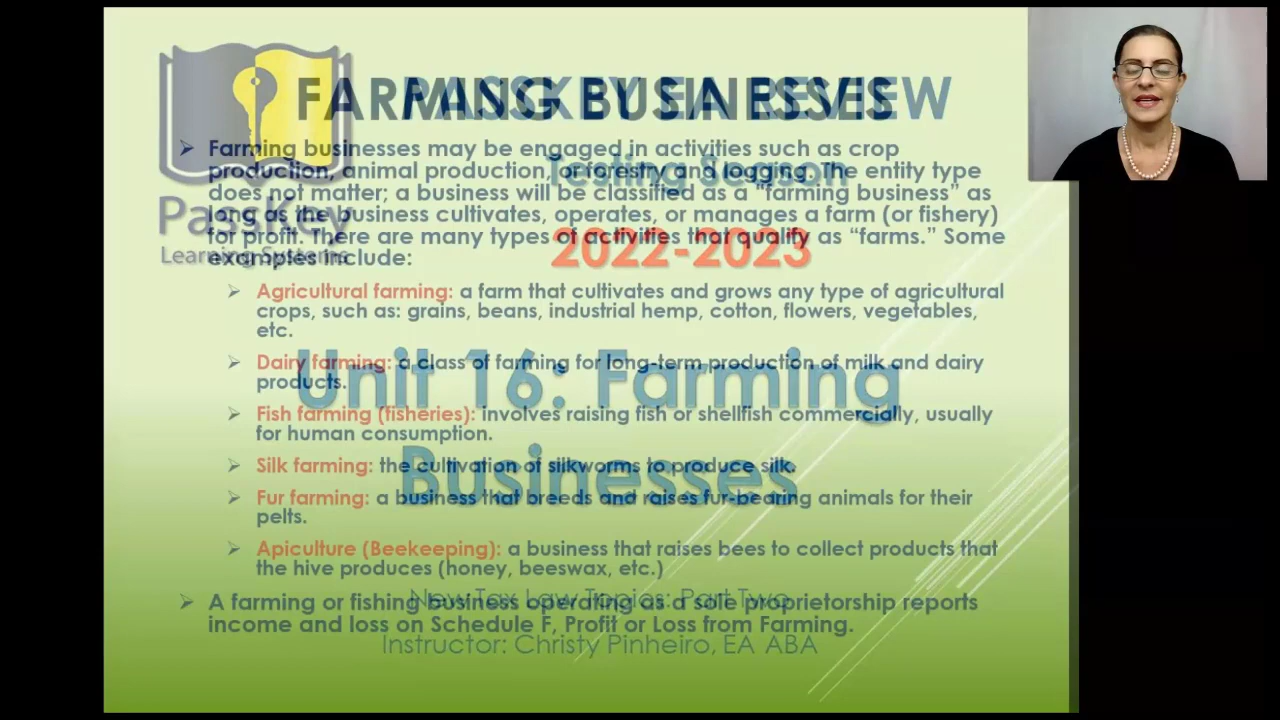 FARMING BUSINESSES
PASSKEY EA REVIEW
Testing Season
2022-2023
Unit 16: Farming
Businesses
New Tax Law Topics: Part Two
Instructor: Christy Pinheiro, EA ABA
PassKey
Learning Systems
Farming businesses may be engaged in activities such as crop
production, animal production, or forestry and logging. The entity type
does not matter; a business will be classified as a “farming business” as
long as the business cultivates, operates, or manages a farm (or fishery)
for profit. There are many types of activities that qualify as “farms.” Some
examples include:
Agricultural farming: a farm that cultivates and grows any type of agricultural
crops, such as: grains, beans, industrial hemp, cotton, flowers, vegetables,
etc.
Dairy farming: a class of farming for long-term production of milk and dairy
products.
Fish farming (fisheries): involves raising fish or shellfish commercially, usually
for human consumption.
Silk farming: the cultivation of silkworms to produce silk.
Fur farming: a business that breeds and raises fur-bearing animals for their
pelts.
Apiculture (Beekeeping): a business that raises bees to collect products that
the hive produces (honey, beeswax, etc.)
A farming or fishing business operating as a sole proprietorship reports
income and loss on Schedule F, Profit or Loss from Farming.